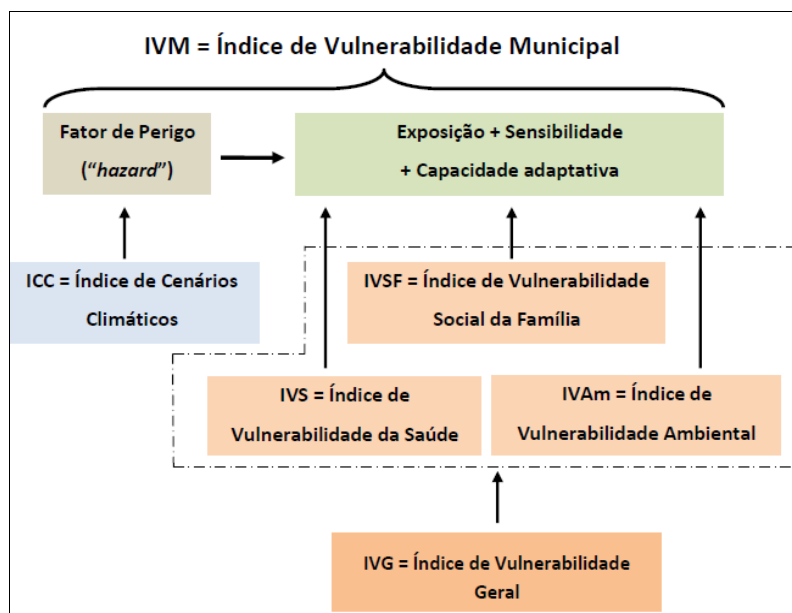 IVM = Índice de Vulnerabilidade Municipal
Fator de Perigo
("hazard")
Exposição + Sensibilidade
+ Capacidade adaptativa
ICC = Índice de Cenários
Climáticos
IVSF = Índice de Vulnerabilidade
Social da Família
IVS = Índice de
Vulnerabilidade da Saúde
IVAm = Índice de
Vulnerabilidade Ambiental
IVG = Índice de Vulnerabilidade
Geral